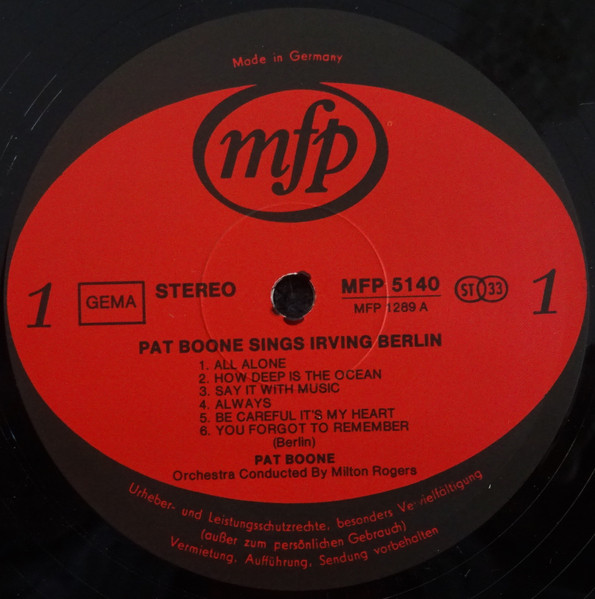 Made in Germany
mfp
1
GEMA
STEREO
MFP 5140
MFP 1289 A
ST 33
1
PAT BOONE SINGS IRVING BERLIN
1. ALL ALONE
2. HOW DEEP IS THE OCEAN
3. SAY IT WITH MUSIC
4. ALWAYS
5. BE CAREFUL IT'S MY HEART
6. YOU FORGOT TO REMEMBER
(Berlin)
PAT BOONE
Orchestra Conducted By Milton Rogers
Urheber- und Leistungsschutzrechte, besonders Vervielfältigung
(außer zum persönlichen Gebrauch)
Vermietung, Aufführung, Sendung vorbehalten